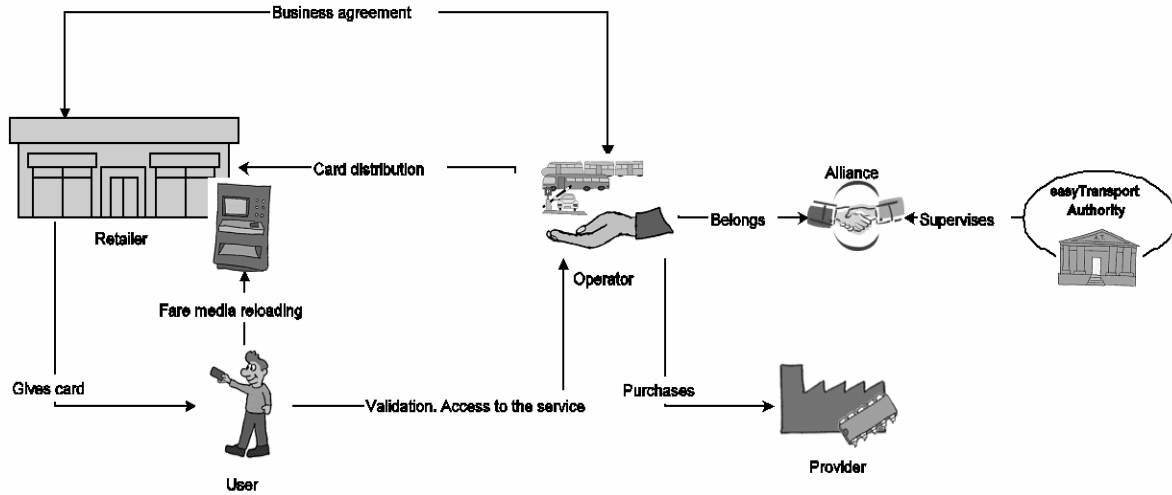 Business agreement
Card distribution
Alliance
easyTransport
Authority
Belongs
Supervises
Retailer
Operator
Fare media reloading
Gives card
Purchases
Validation. Access to the service
Provider
User